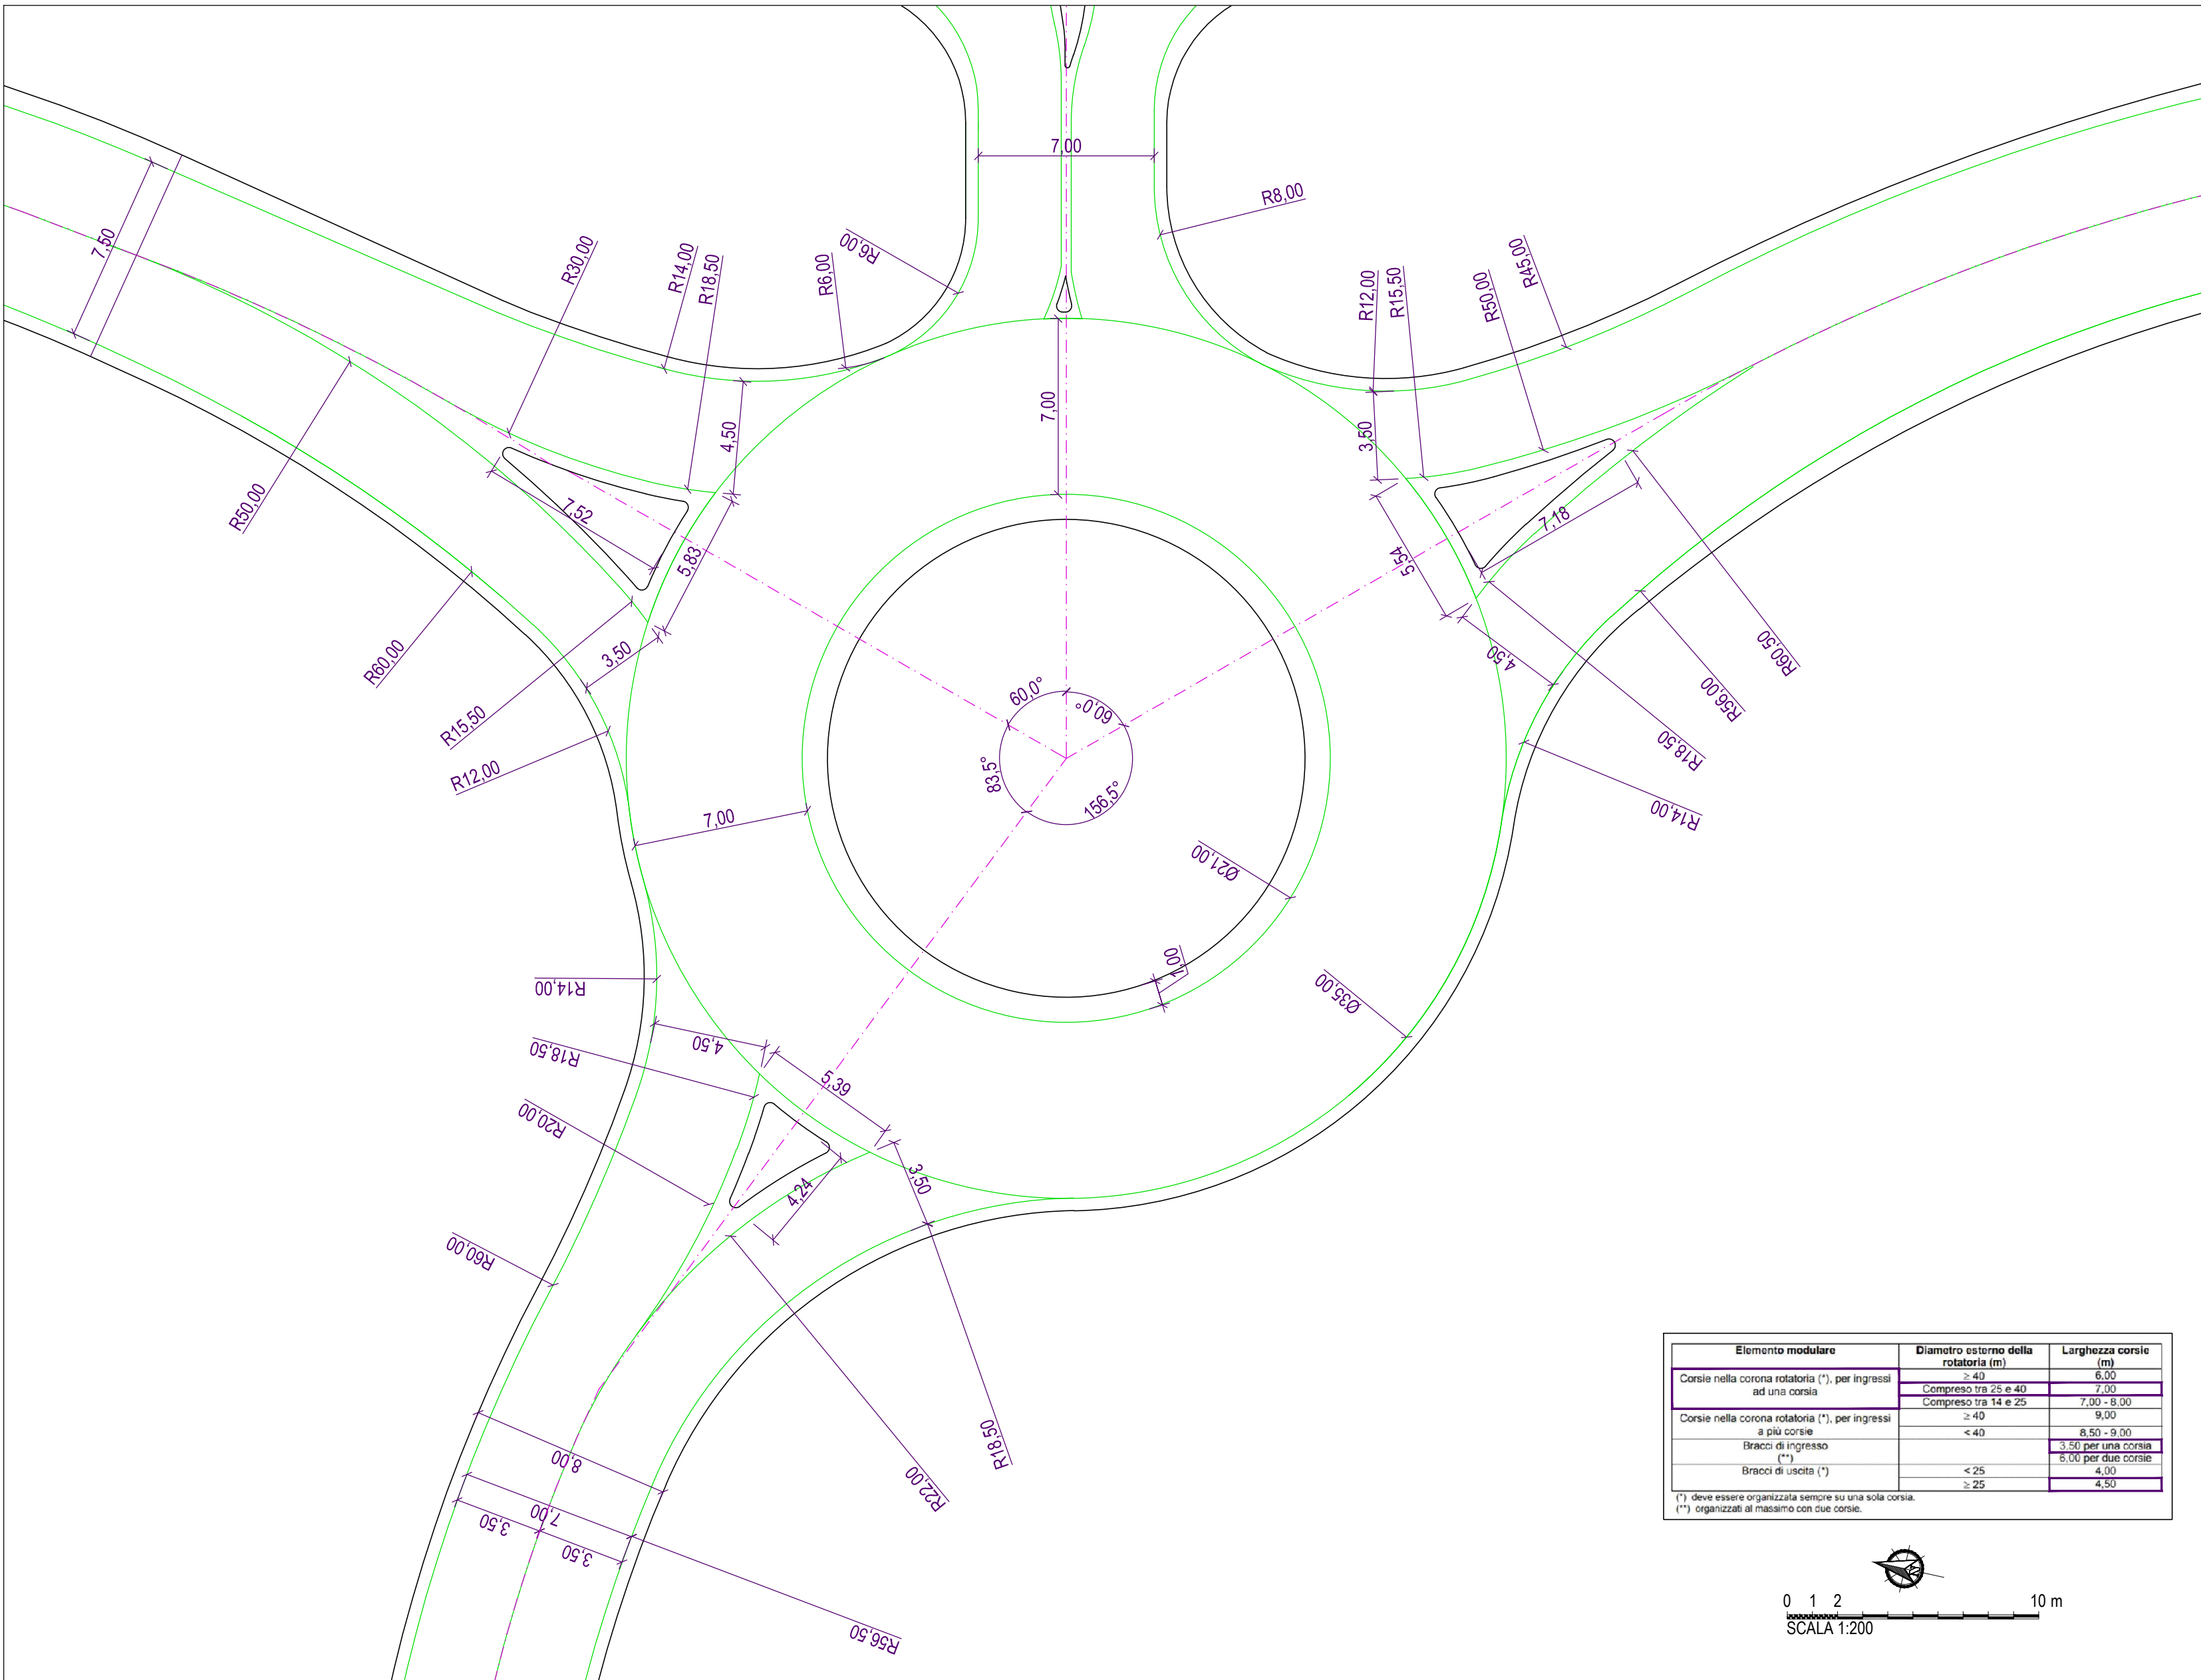 7,00
R8,00
R6,00
R6,00
R14,00
R18,50
R30,00
7,50
R12,00
R15,50
R50,00
R45,00
4,50
7,00
3,50
R50,00
7,52
5,83
7,18
5,54
3,50
4,50
R60,00
R60,50
R56,00
R15,50
R18,50
60,0°
60,0°
83,5°
156,5°
R12,00
R14,00
7,00
Ø21,00
1,00
Ø35,00
R14,00
4,50
R18,50
5,39
R20,00
3,50
4,24
R60,00
8,00
R18,50
R22,00
7,00
3,50
3,50
R56,50
Elemento modulare Diametro esterno della rotatoria (m) Larghezza corsie (m)
Corsie nella corona rotatoria (*), per ingressi ad una corsia ≥ 40 6,00
Compreso tra 25 e 40 7,00
Compreso tra 14 e 25 7,00 - 8,00
Corsie nella corona rotatoria (*), per ingressi a più corsie ≥ 40 9,00
< 40 8,50 - 9,00
Bracci di ingresso (**) 3,50 per una corsia
6,00 per due corsie
Bracci di uscita (*) < 25 4,00
≥ 25 4,50
(*) deve essere organizzata sempre su una sola corsia.
(**) organizzati al massimo con due corsie.
0 1 2 10 m
SCALA 1:200